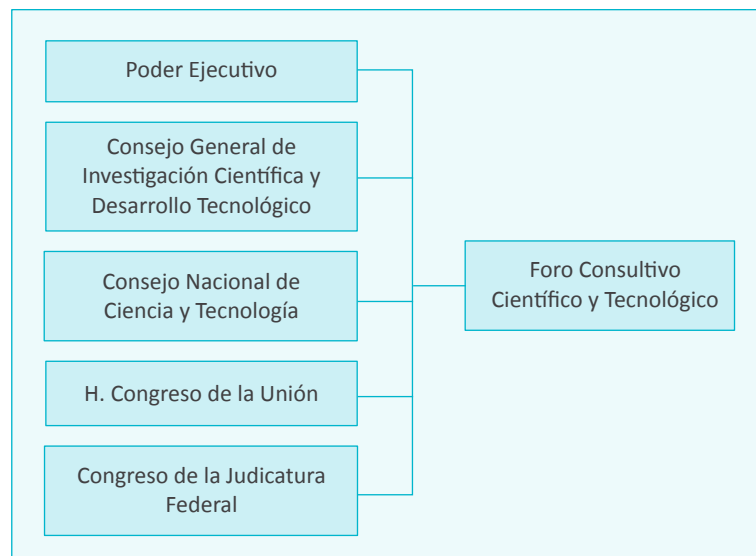 Poder Ejecutivo
Consejo General de
Investigación Científica y
Desarrollo Tecnológico
Consejo Nacional de
Ciencia y Tecnología
H. Congreso de la Unión
Congreso de la Judicatura
Federal
Foro Consultivo
Científico y Tecnológico